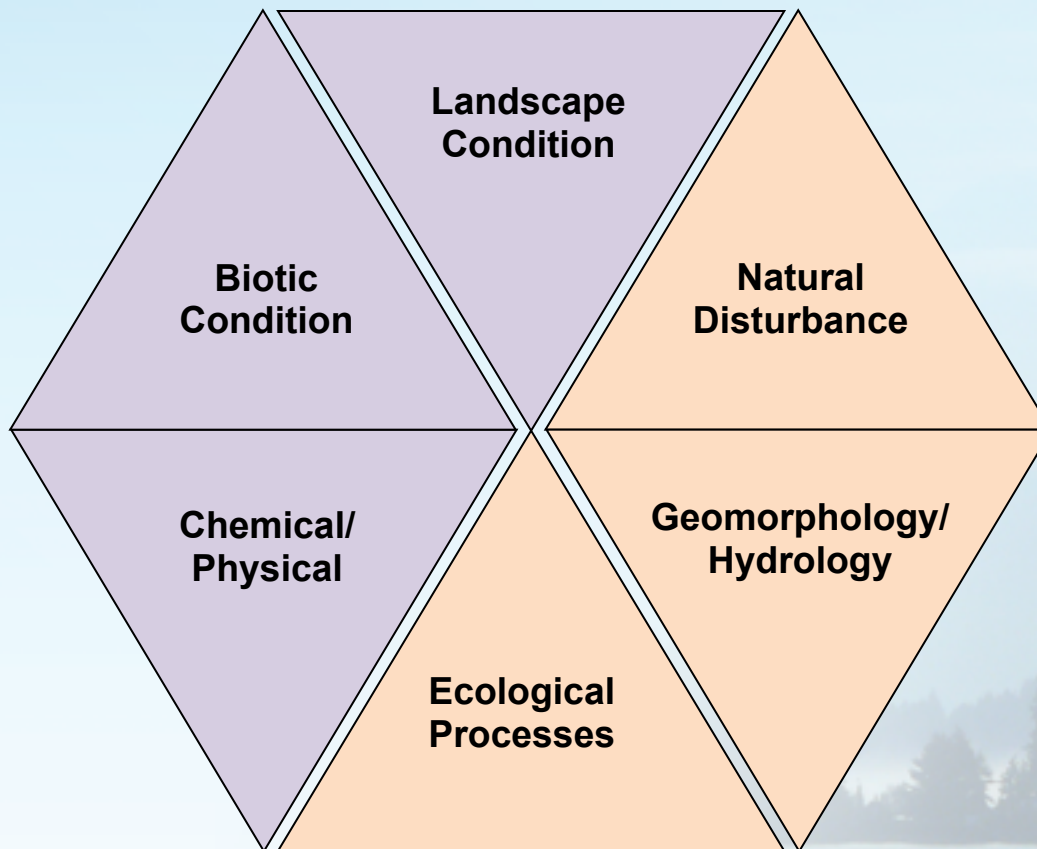 Landscape
Condition
Biotic
Condition
Natural
Disturbance
Chemical/
Physical
Geomorphology/
Hydrology
Ecological
Processes